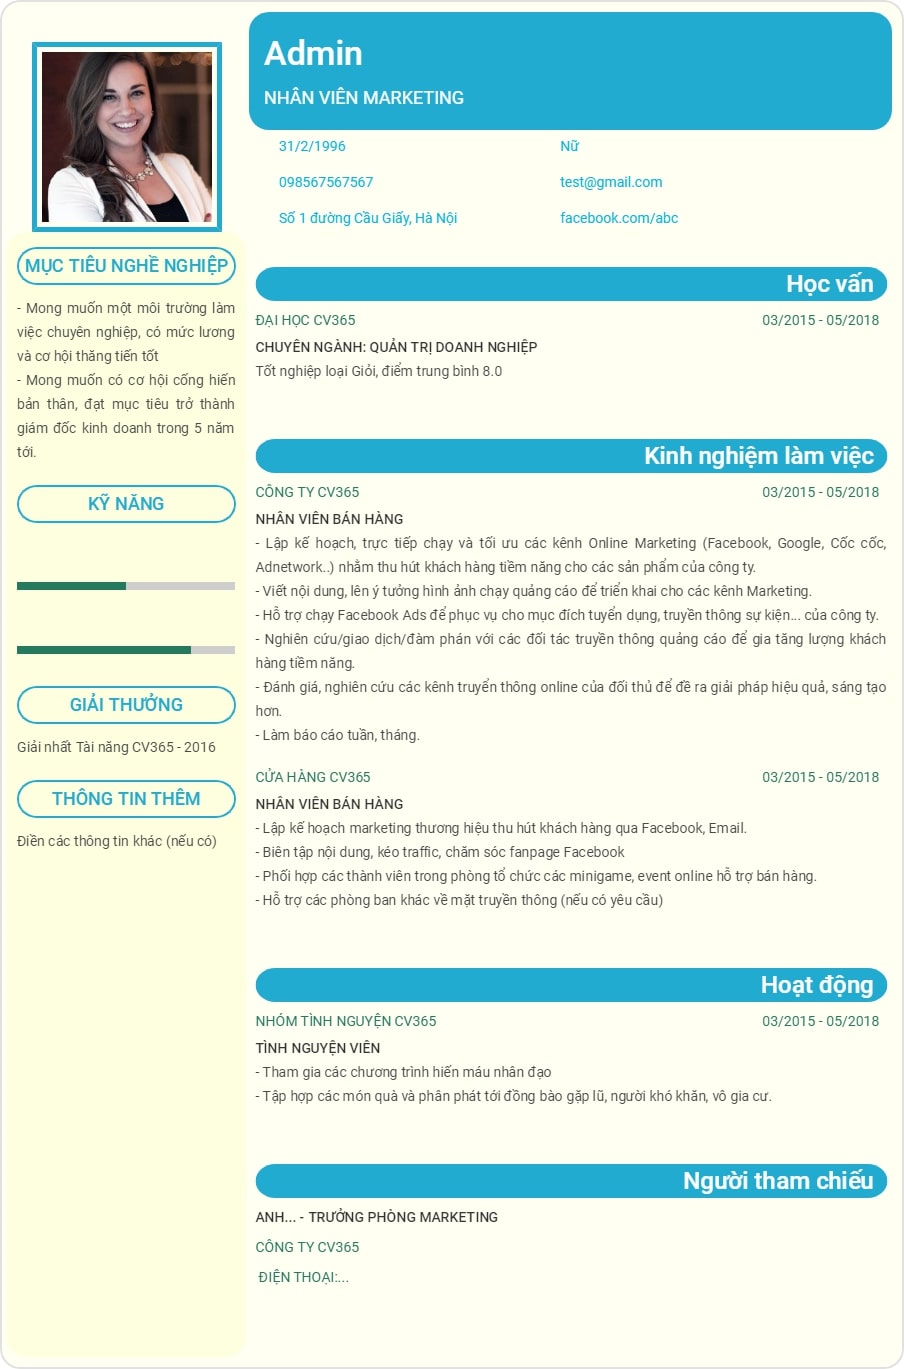 Admin
NHÂN VIÊN MARKETING
31/2/1996
Nữ
098567567567
test@gmail.com
Số 1 đường Cầu Giấy, Hà Nội
facebook.com/abc
MỤC TIÊU NGHỀ NGHIỆP
- Mong muốn một môi trường làm
việc chuyên nghiệp, có mức lương
và cơ hội thăng tiến tốt
- Mong muốn có cơ hội cống hiến
bản thân, đạt mục tiêu trở thành
giám đốc kinh doanh trong 5 năm
tới.
KỸ NĂNG
GIẢI THƯỞNG
Giải nhất Tài năng CV365 - 2016
THÔNG TIN THÊM
Điền các thông tin khác (nếu có)
Học vấn
ĐẠI HỌC CV365
03/2015 - 05/2018
CHUYÊN NGÀNH: QUẢN TRỊ DOANH NGHIỆP
Tốt nghiệp loại Giỏi, điểm trung bình 8.0
Kinh nghiệm làm việc
CÔNG TY CV365
03/2015 - 05/2018
NHÂN VIÊN BÁN HÀNG
- Lập kế hoạch, trực tiếp chạy và tối ưu các kênh Online Marketing (Facebook, Google, Cốc cốc,
Adnetwork..) nhằm thu hút khách hàng tiềm năng cho các sản phẩm của công ty.
- Viết nội dung, lên ý tưởng hình ảnh chạy quảng cáo để triển khai cho các kênh Marketing.
- Hỗ trợ chạy Facebook Ads để phục vụ cho mục đích tuyển dụng, truyền thông sự kiện... của công ty.
- Nghiên cứu/giao dịch/đàm phán với các đối tác truyền thông quảng cáo để gia tăng lượng khách
hàng tiềm năng.
- Đánh giá, nghiên cứu các kênh truyền thông online của đối thủ để đề ra giải pháp hiệu quả, sáng tạo
hơn.
- Làm báo cáo tuần, tháng.
CỬA HÀNG CV365
03/2015 - 05/2018
NHÂN VIÊN BÁN HÀNG
- Lập kế hoạch marketing thương hiệu thu hút khách hàng qua Facebook, Email.
- Biên tập nội dung, kéo traffic, chăm sóc fanpage Facebook
- Phối hợp các thành viên trong phòng tổ chức các minigame, event online hỗ trợ bán hàng.
- Hỗ trợ các phòng ban khác về mặt truyền thông (nếu có yêu cầu)
Hoạt động
NHÓM TÌNH NGUYỆN CV365
03/2015 - 05/2018
TÌNH NGUYỆN VIÊN
- Tham gia các chương trình hiến máu nhân đạo
- Tập hợp các món quà và phân phát tới đồng bào gặp lũ, người khó khăn, vô gia cư.
Người tham chiếu
ANH... - TRƯỞNG PHÒNG MARKETING
CÔNG TY CV365
ĐIỆN THOẠI:...